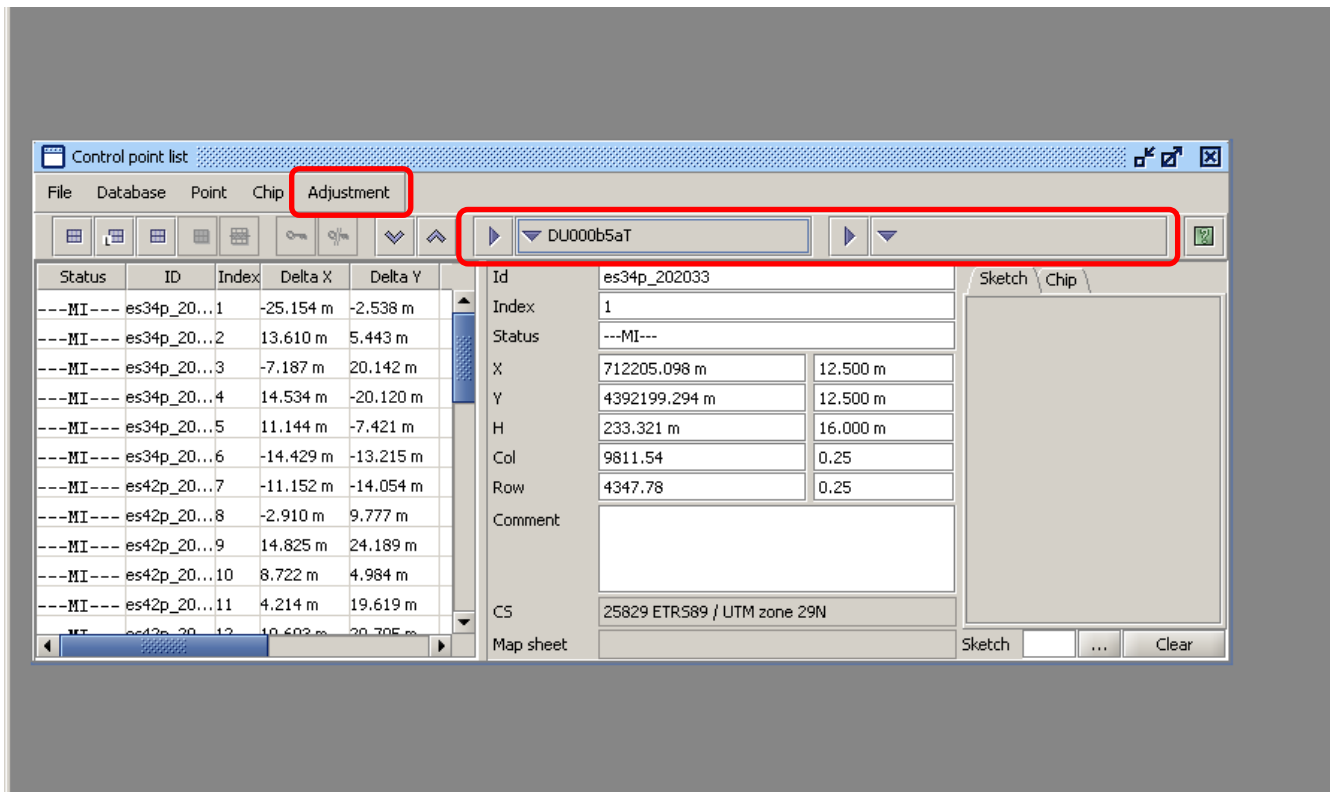 Control point list
File Database Point Chip Adjustment
DU000b5aT
Status ID Index Delta X Delta Y
---MI--- es34p_20... 1 -25.154 m -2.538 m
---MI--- es34p_20... 2 13.610 m 5.443 m
---MI--- es34p_20... 3 -7.187 m 20.142 m
---MI--- es34p_20... 4 14.534 m -20.120 m
---MI--- es34p_20... 5 11.144 m -7.421 m
---MI--- es34p_20... 6 -14.429 m -13.215 m
---MI--- es42p_20... 7 -11.152 m -14.054 m
---MI--- es42p_20... 8 -2.910 m 9.777 m
---MI--- es42p_20... 9 14.825 m 24.189 m
---MI--- es42p_20... 10 8.722 m 4.984 m
---MI--- es42p_20... 11 4.214 m 19.619 m
Id es34p_202033
Index 1
Status ---MI---
X 712205.098 m 12.500 m
Y 4392199.294 m 12.500 m
H 233.321 m 16.000 m
Col 9811.54 0.25
Row 4347.78 0.25
Comment
CS 25829 ETRS89 / UTM zone 29N
Map sheet
Sketch Chip
Sketch ... Clear